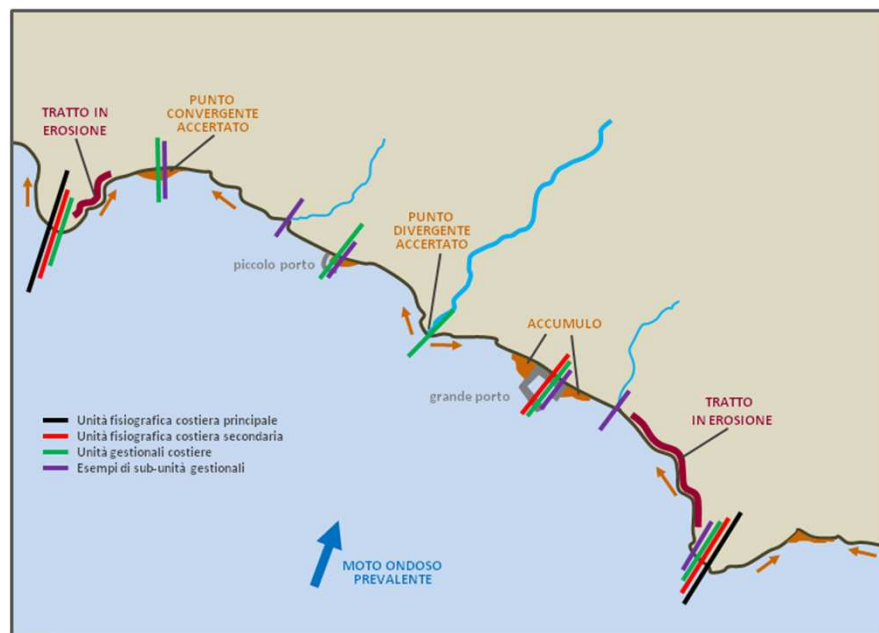 PUNTO
CONVERGENTE
ACCERTATO
TRATTO IN
EROSIONE
PUNTO
DIVERGENTE
ACCERTATO
piccolo porto
ACCUMULO
grande porto
TRATTO
IN EROSIONE
Unità fisiografica costiera principale
Unità fisiografica costiera secondaria
Unità gestionali costiere
Esempi di sub-unità gestionali
MOTO ONDOSO
PREVALENTE